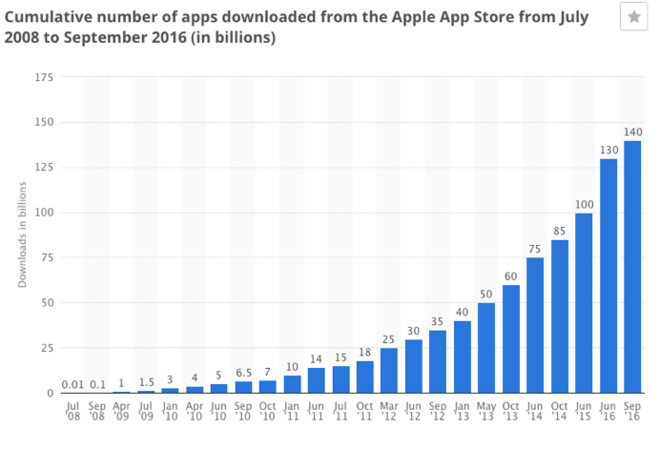 Cumulative number of apps downloaded from the Apple App Store from July
2008 to September 2016 (in billions)
Downloads in billions
175
150
125
100
75
50
25
0
0.01 0.1 1 1.5 3 4 5 6.5 7 10 14 15 18 25 30 35 40 50 60 75 85 100 130 140
Jul Sep Apr Jul Jan Apr Jun Sep Oct Jan Jun Jul Oct Mar Jun Sep Jan May Oct Jun Oct Jun Jun Sep
'08 '08 '09 '09 '10 '10 '10 '10 '10 '11 '11 '11 '11 '12 '12 '12 '13 '13 '13 '14 '14 '15 '16 '16